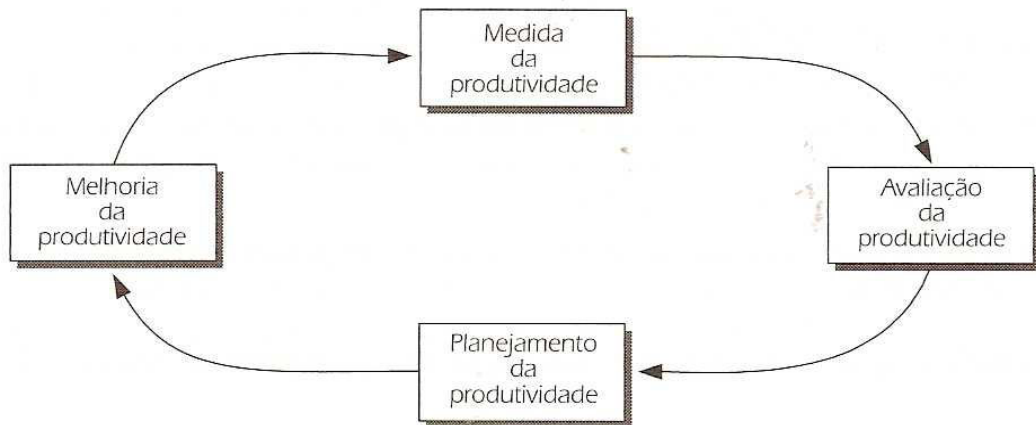 Medida
da
produtividade
Avaliação
da
produtividade
Planejamento
da
produtividade
Melhoria
da
produtividade